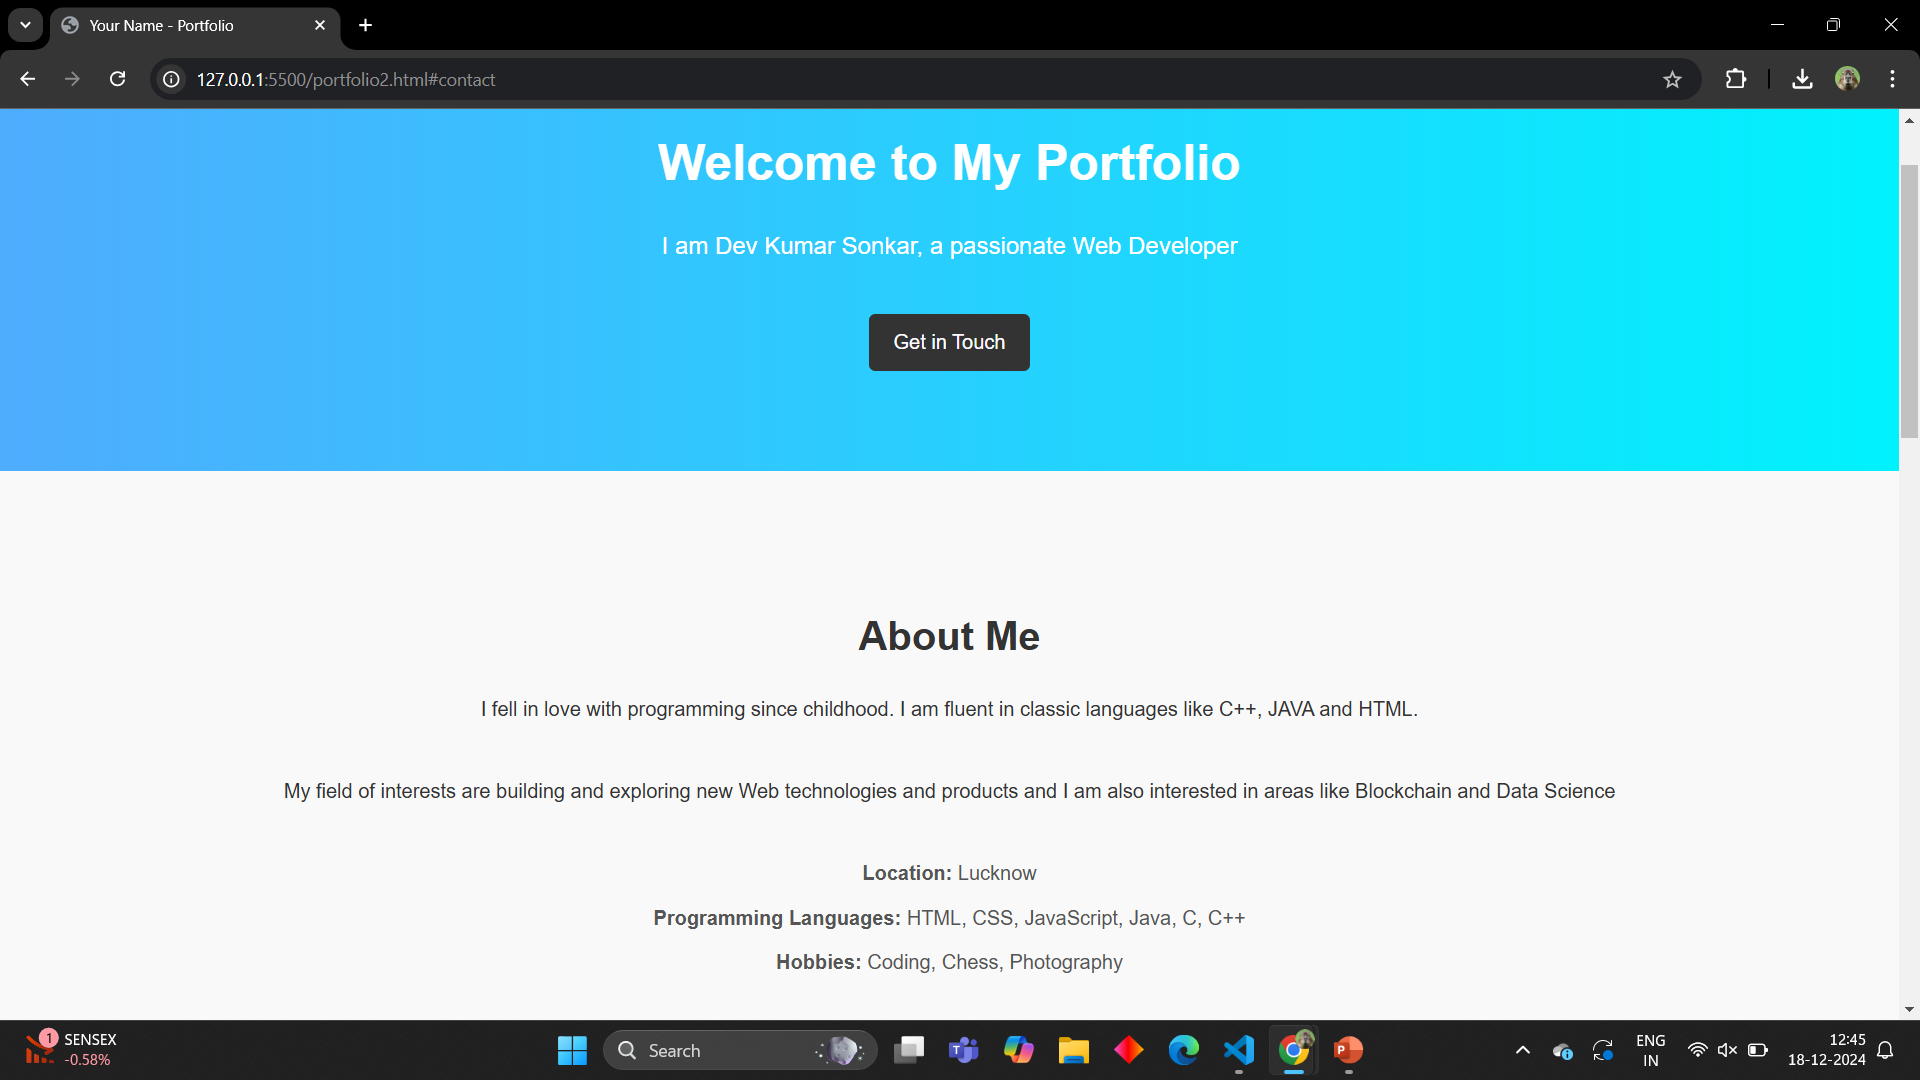 Your Name - Portfolio
127.0.0.1:5500/portfolio2.html#contact
Welcome to My Portfolio
I am Dev Kumar Sonkar, a passionate Web Developer
Get in Touch
About Me
I fell in love with programming since childhood. I am fluent in classic languages like C++, JAVA and HTML.
My field of interests are building and exploring new Web technologies and products and I am also interested in areas like Blockchain and Data Science
Location: Lucknow
Programming Languages: HTML, CSS, JavaScript, Java, C, C++
Hobbies: Coding, Chess, Photography
1
SENSEX
-0.58%
Search
ENG
IN
12:45
18-12-2024